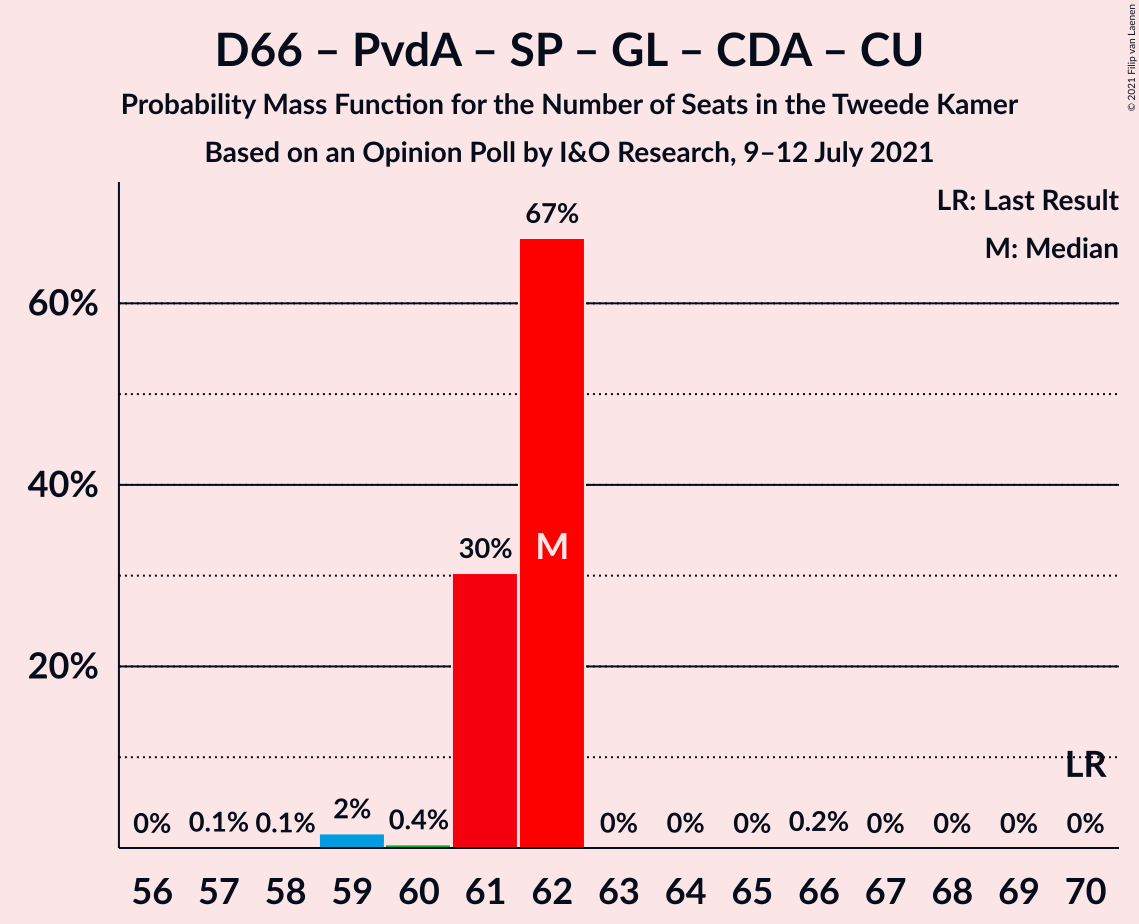 D66 – PvdA – SP – GL – CDA – CU
Probability Mass Function for the Number of Seats in the Tweede Kamer
Based on an Opinion Poll by I&O Research, 9–12 July 2021
© 2021 Filip van Laenen
LR: Last Result
M: Median
60%
40%
20%
0% 0.1% 0.1% 2% 0.4% 30% 67% 0% 0% 0% 0.2% 0% 0% 0% 0%
M
LR
56 57 58 59 60 61 62 63 64 65 66 67 68 69 70